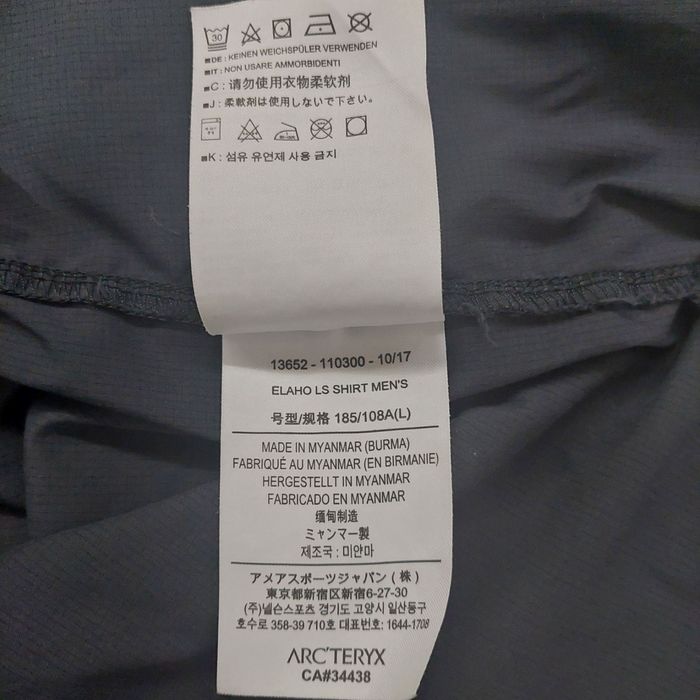 30
DE: KEINEN WEICHSPÜLER VERWENDEN
IT: NON USARE AMMORBIDENTI
C: 请勿使用衣物柔软剂
J: 柔軟剤は使用しないで下さい。
K: 섬유 유연제 사용 금지
13652 - 110300 - 10/17
ELAHO LS SHIRT MEN'S
号型/规格 185/108A(L)
MADE IN MYANMAR (BURMA)
FABRIQUÉ AU MYANMAR (EN BIRMANIE)
HERGESTELLT IN MYANMAR
FABRICADO EN MYANMAR
缅甸制造
ミャンマー製
제조국 : 미얀마
アメアスポーツジャパン (株)
東京都新宿区新宿6-27-30
(주)넬슨스포츠 경기도 고양시 일산동구
호수로 358-39 710호 대표번호: 1644-1708
ARC'TERYX
CA#34438